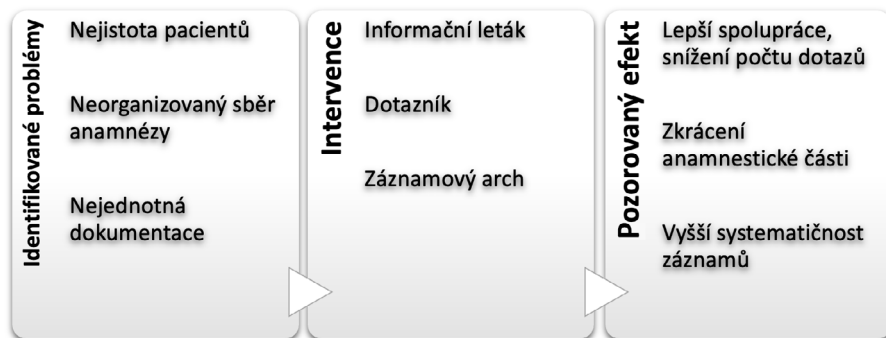 Identifikované problémy
Nejistota pacientů
Neorganizovaný sběr
anamnézy
Nejednotná
dokumentace
Intervence
Informační leták
Dotazník
Záznamový arch
Pozorovaný efekt
Lepší spolupráce,
snížení počtu dotazů
Zkrácení
anamnestické části
Vyšší systematičnost
záznamů